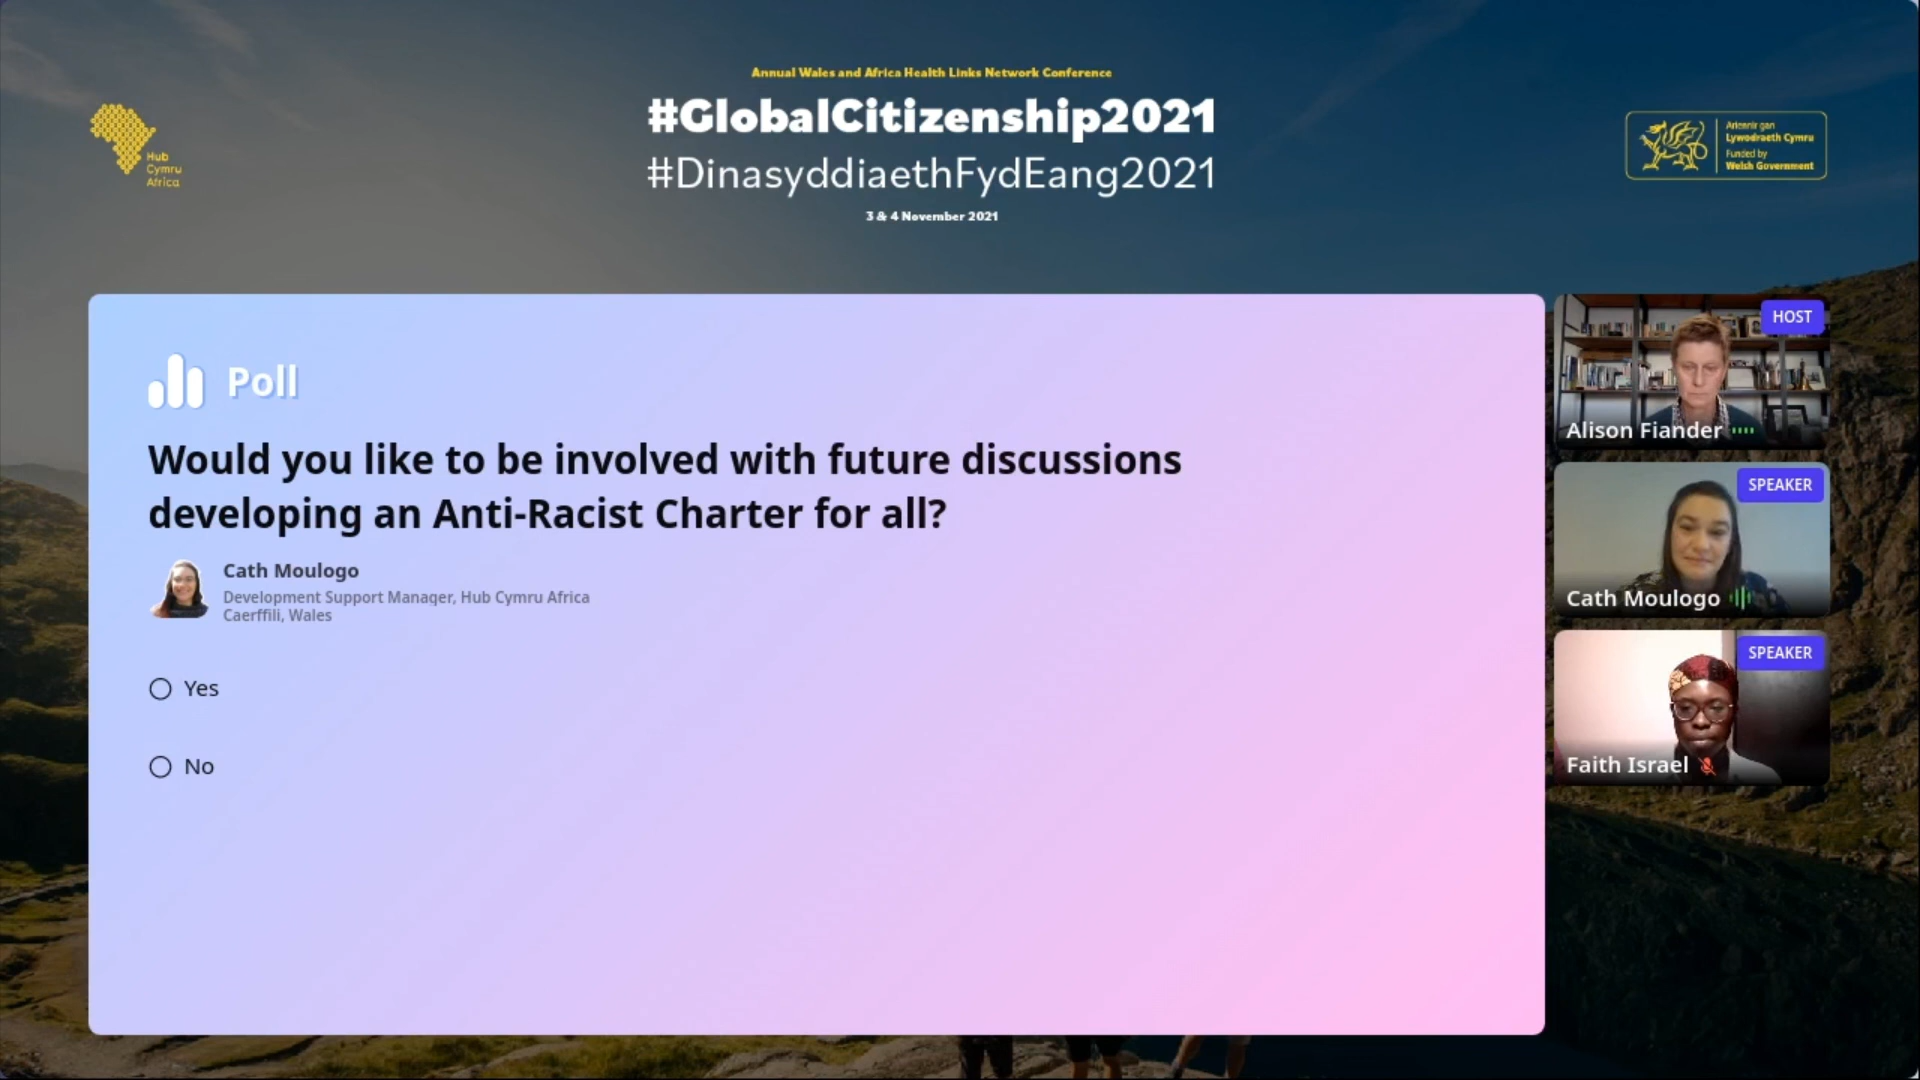 Annual Wales and Africa Health Links Network Conference
#GlobalCitizenship2021
#DinasyddiaethFydEang2021
3 & 4 November 2021
Hub
Cymru
Africa
Ariennir gan
Lywodraeth Cymru
Funded by
Welsh Government
Poll
Would you like to be involved with future discussions
developing an Anti-Racist Charter for all?
Cath Moulogo
Development Support Manager, Hub Cymru Africa
Caerffili, Wales
Yes
No
HOST
Alison Fiander
SPEAKER
Cath Moulogo
SPEAKER
Faith Israel